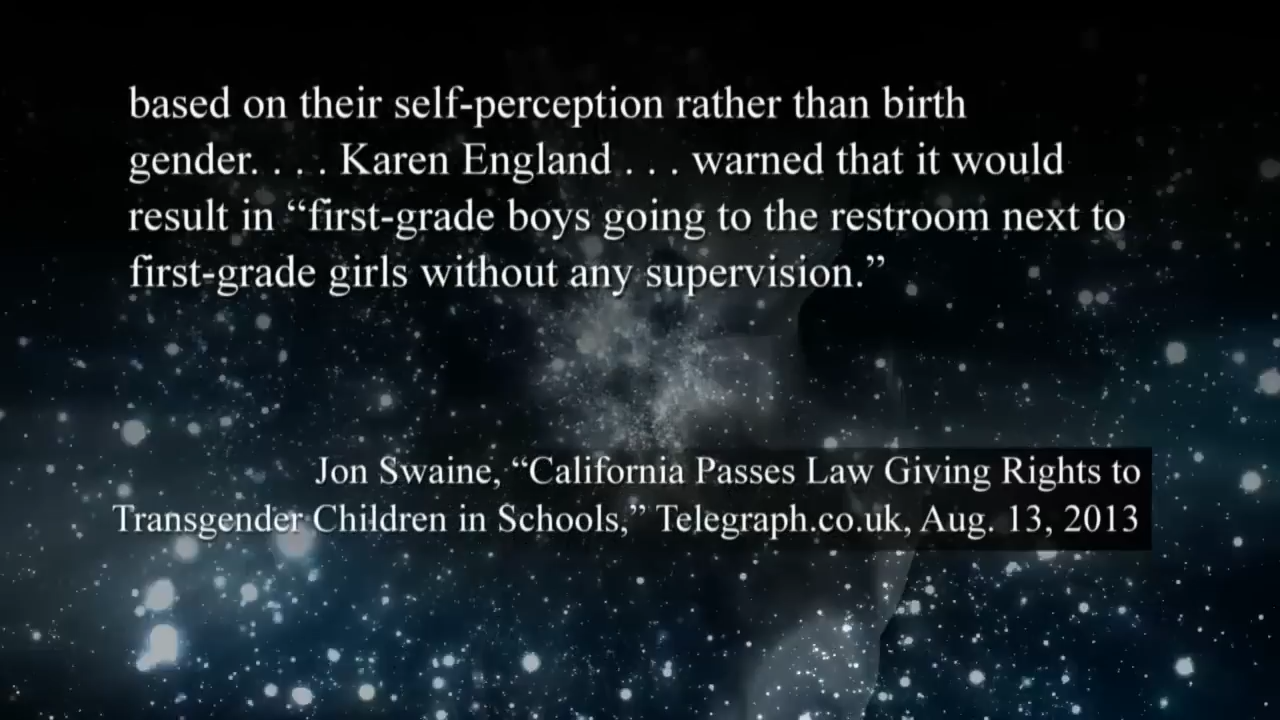 based on their self-perception rather than birth
gender. . . . Karen England . . . warned that it would
result in “first-grade boys going to the restroom next to
first-grade girls without any supervision.”
Jon Swaine, “California Passes Law Giving Rights to
Transgender Children in Schools,” Telegraph.co.uk, Aug. 13, 2013